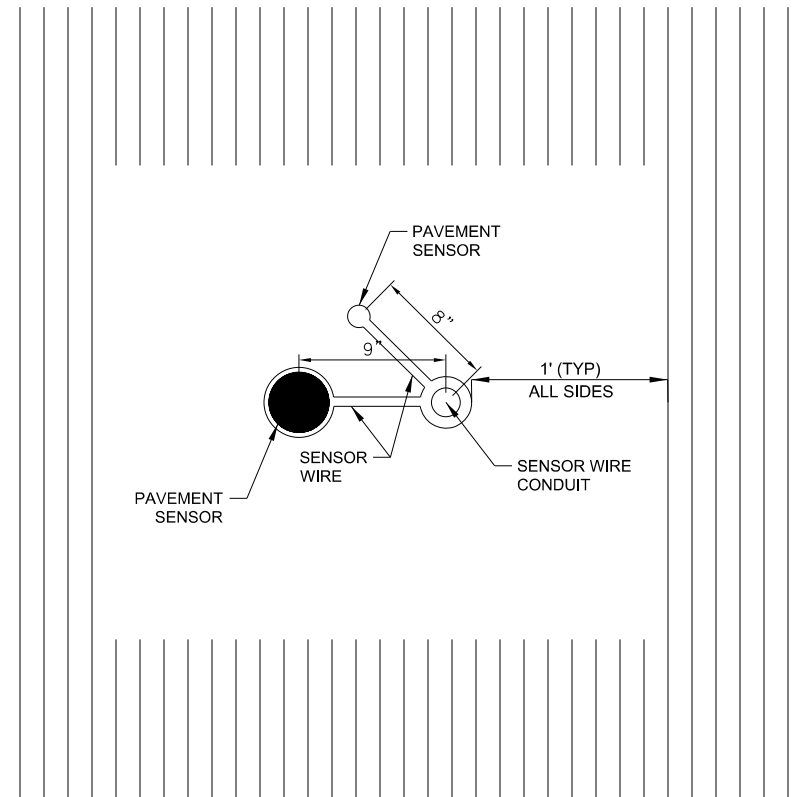 PAVEMENT
SENSOR
8"
9"
1' (TYP)
ALL SIDES
SENSOR
WIRE
SENSOR WIRE
CONDUIT
PAVEMENT
SENSOR